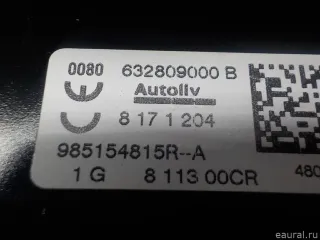 0080 632809000 B
Autoliv
8 17 1 204
985154815R--A
480
1 G 8 113 00CR
© eaural.ru